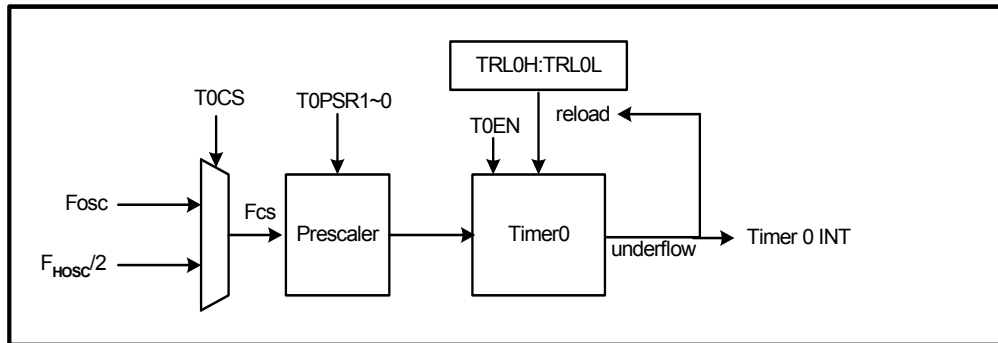 TRL0H:TRL0L
T0CS
T0PSR1~0
T0EN
reload
Fosc
Fcs
Prescaler
Timer0
underflow
Timer 0 INT
FHOSC/2